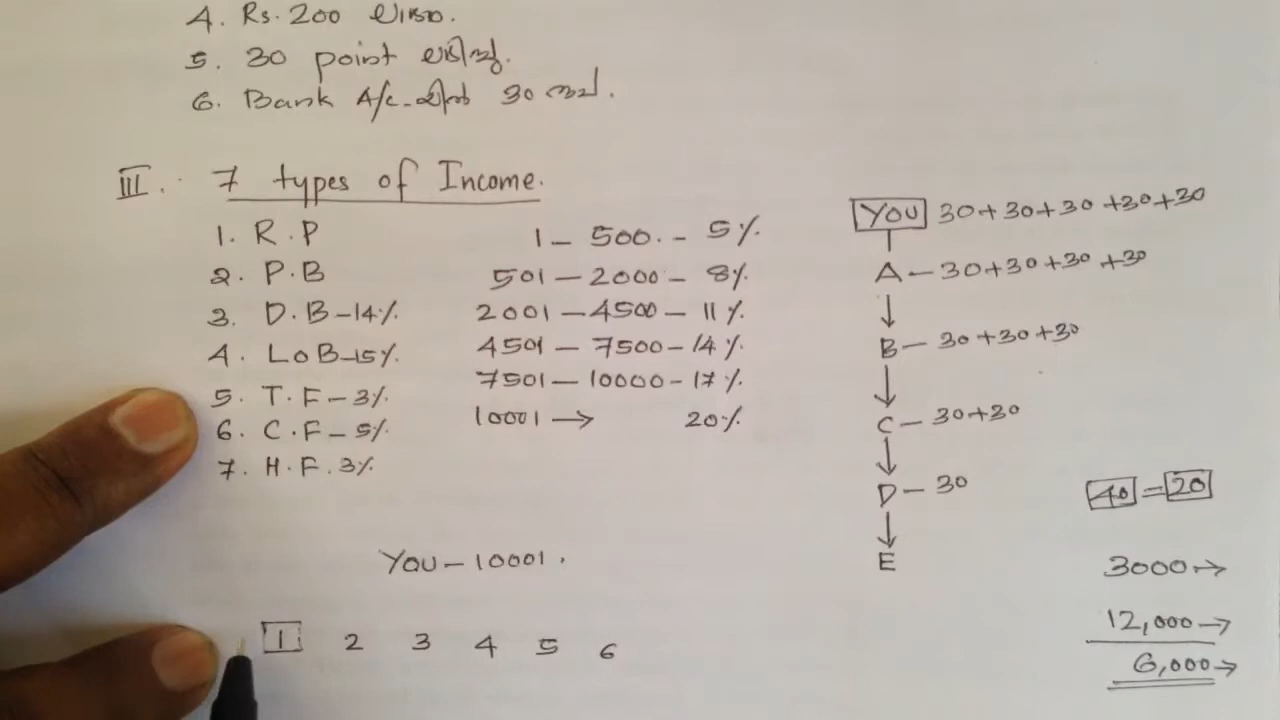 4. Rs. 200
5. 30 point
6. Bank A/c-യിൽ 30
III. 7 types of Income.
1. R.P
2. P.B
3. D.B-14%
4. LOB-15%
5. T.F-3%
6. C.F-5%
7. H.F.3%
1-500.-5%
501-2000-8%
2001-4500-11%
4501-7500-14%
7501-10000-17%
10001→ 20%
YOU 30+30+30+30+30
A-30+30+30+30
↓
B-30+30+30
↓
C-30+30
↓
D-30
↓
E
40=20
3000→
12,000→
6,000→
YOU-10001.
1 2 3 4 5 6